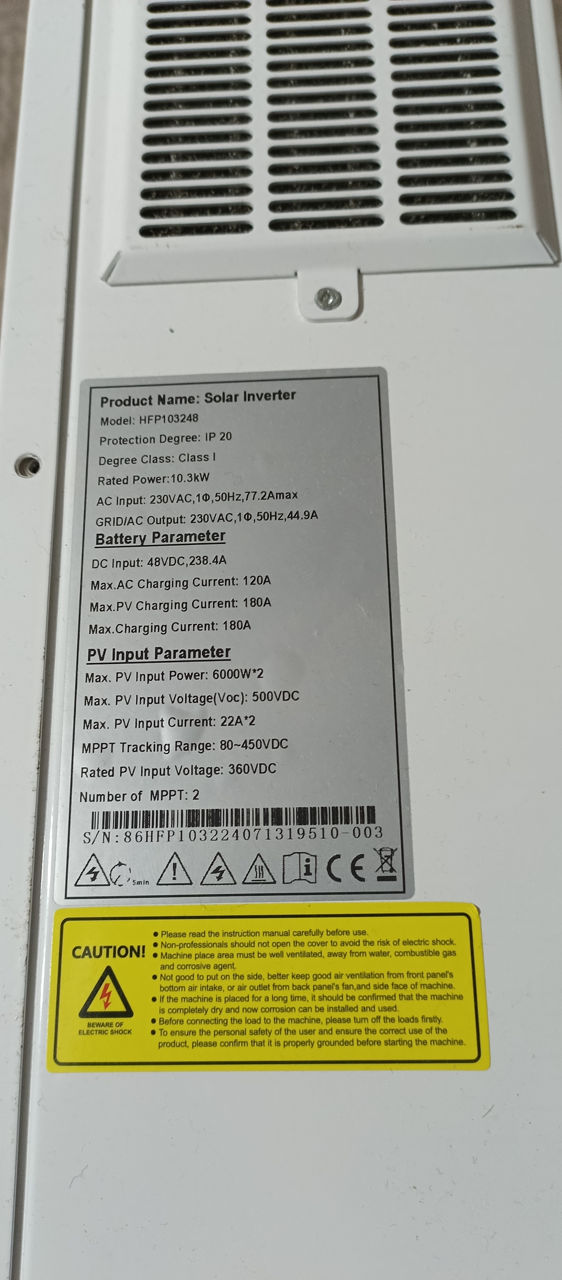 Product Name: Solar Inverter
Model: HFP103248
Protection Degree: IP 20
Degree Class: Class I
Rated Power:10.3kW
AC Input: 230VAC,1Φ,50Hz,77.2Amax
GRID/AC Output: 230VAC,1Φ,50Hz,44.9A
Battery Parameter
DC Input: 48VDC,238.4A
Max.AC Charging Current: 120A
Max.PV Charging Current: 180A
Max.Charging Current: 180A
PV Input Parameter
Max. PV Input Power: 6000W*2
Max. PV Input Voltage(Voc): 500VDC
Max. PV Input Current: 22A*2
MPPT Tracking Range: 80~450VDC
Rated PV Input Voltage: 360VDC
Number of MPPT: 2
S/N:86HFP103224071319510-003
5min
CE
CAUTION!
BEWARE OF
ELECTRIC SHOCK
● Please read the instruction manual carefully before use.
● Non-professionals should not open the cover to avoid the risk of electric shock.
● Machine place area must be well ventilated, away from water, combustible gas
and corrosive agent.
● Not good to put on the side, better keep good air ventilation from front panel's
bottom air intake, or air outlet from back panel's fan,and side face of machine.
● If the machine is placed for a long time, it should be confirmed that the machine
is completely dry and now corrosion can be installed and used.
● Before connecting the load to the machine, please turn off the loads firstly.
● To ensure the personal safety of the user and ensure the correct use of the
product, please confirm that it is properly grounded before starting the machine.